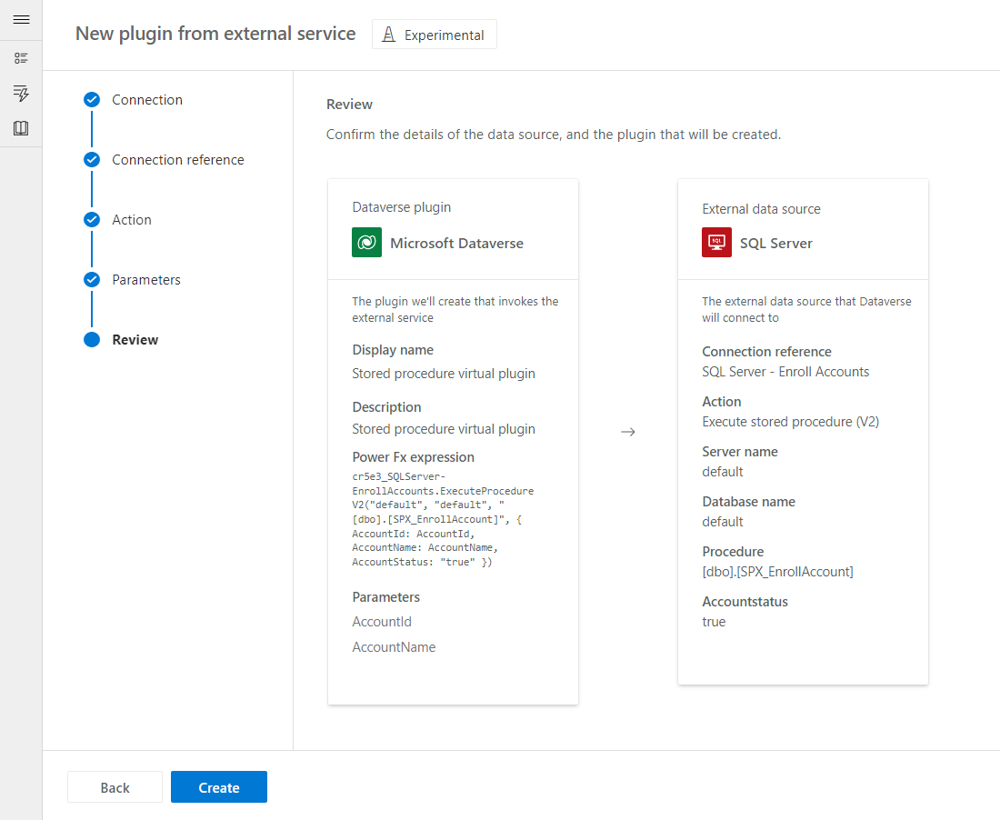 New plugin from external service
Experimental
Connection
Connection reference
Action
Parameters
Review
Review
Confirm the details of the data source, and the plugin that will be created.
Dataverse plugin
Microsoft Dataverse
The plugin we'll create that invokes the
external service
Display name
Stored procedure virtual plugin
Description
Stored procedure virtual plugin
Power Fx expression
cr5e3_SQLServer-
EnrollAccounts.ExecuteProcedure
V2("default", "default", "
[dbo].[SPX_EnrollAccount]", {
AccountId: AccountId,
AccountName: AccountName,
AccountStatus: "true" })
Parameters
AccountId
AccountName
External data source
SQL
SQL Server
The external data source that Dataverse
will connect to
Connection reference
SQL Server - Enroll Accounts
Action
Execute stored procedure (V2)
Server name
default
Database name
default
Procedure
[dbo].[SPX_EnrollAccount]
Accountstatus
true
Back
Create